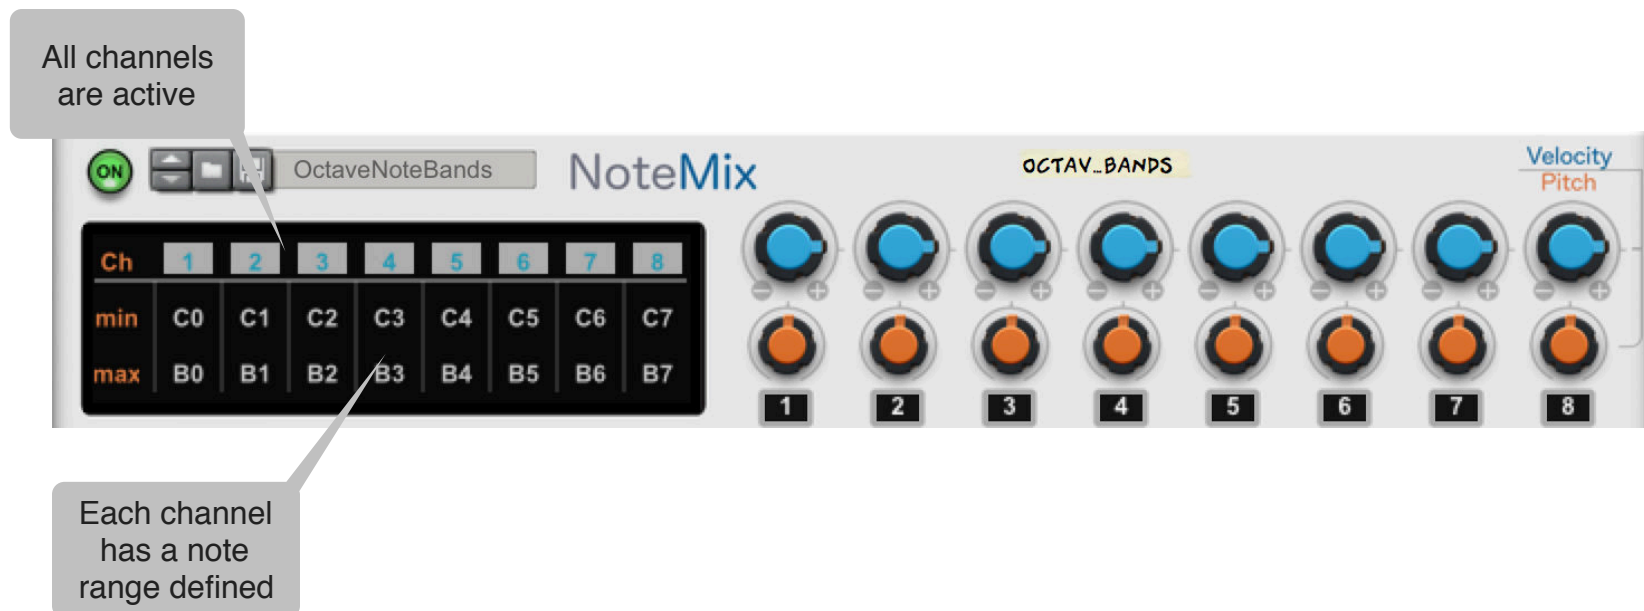 All channels
are active
ON
OctaveNoteBands
NoteMix
OCTAV_BANDS
Velocity
Pitch
Ch 1 2 3 4 5 6 7 8
min C0 C1 C2 C3 C4 C5 C6 C7
max B0 B1 B2 B3 B4 B5 B6 B7
1 2 3 4 5 6 7 8
Each channel
has a note
range defined